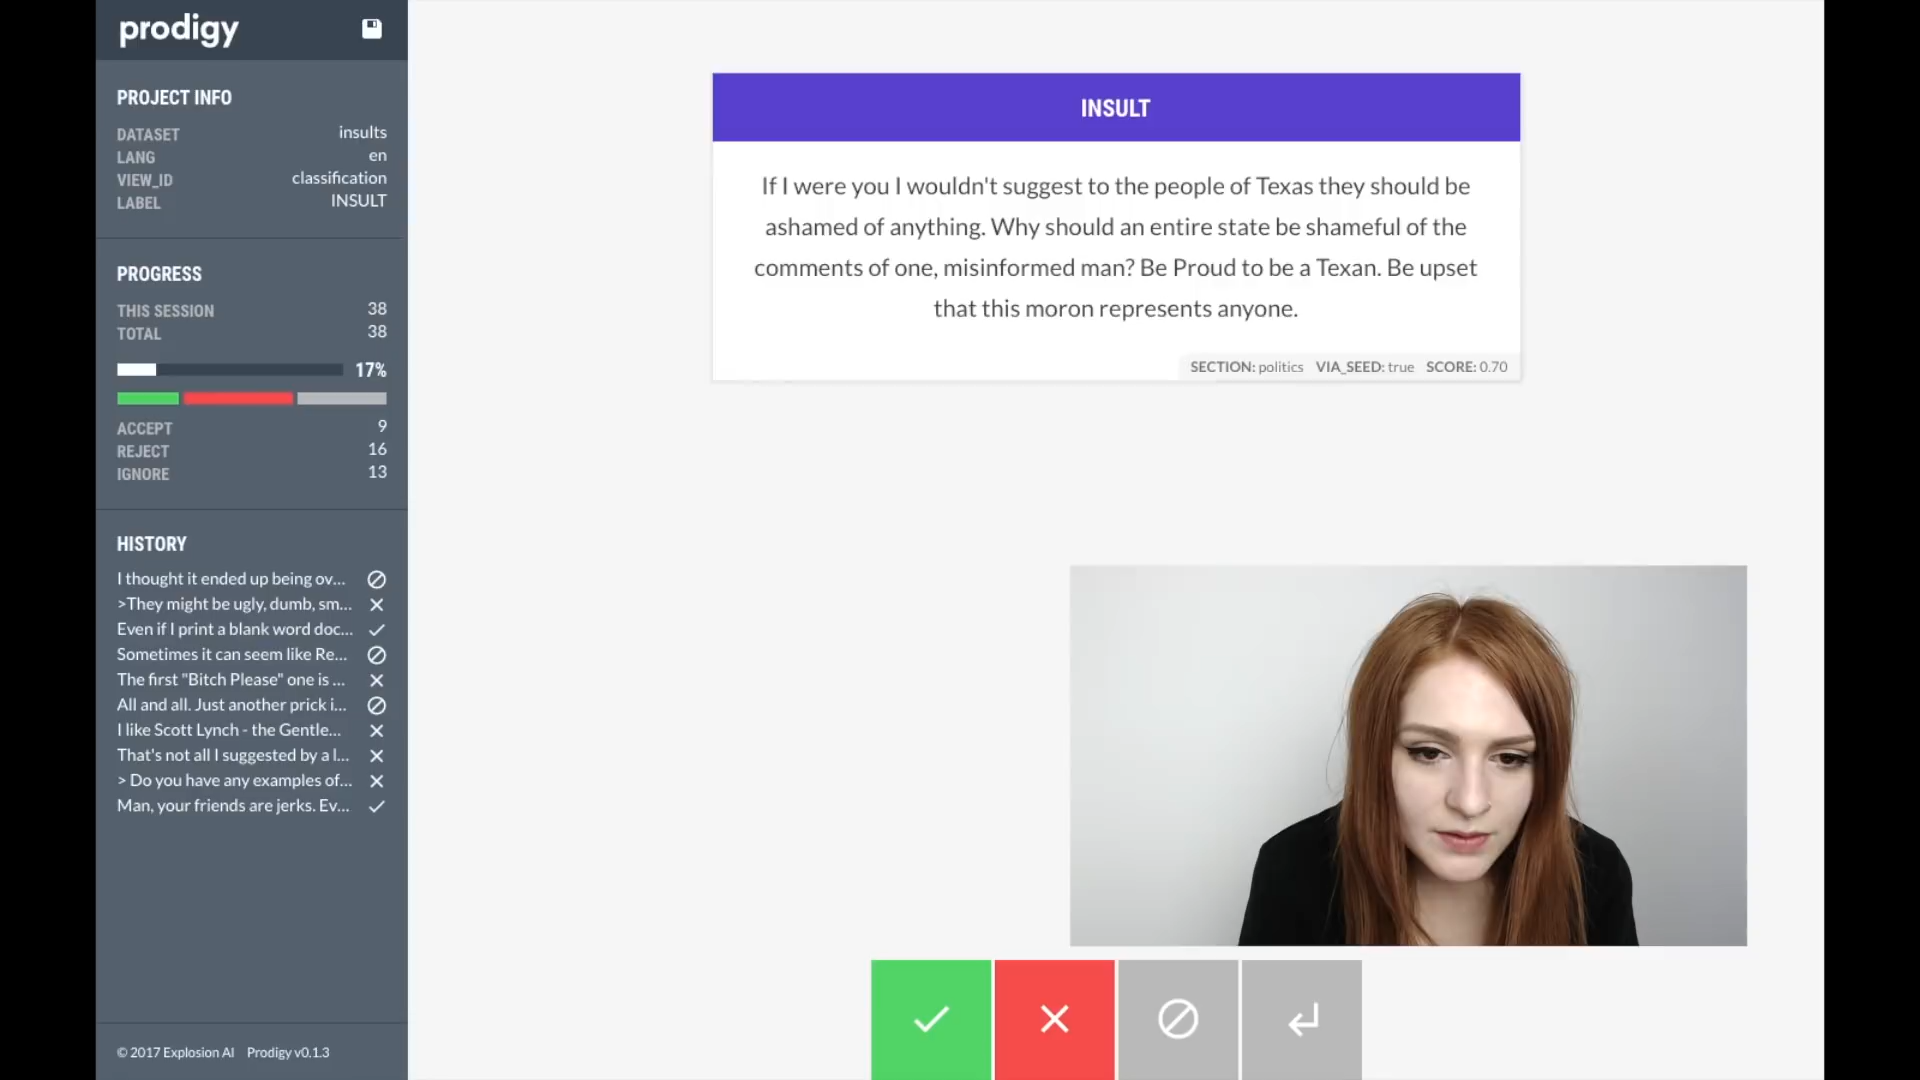 prodigy
PROJECT INFO
DATASET insults
LANG en
VIEW_ID classification
LABEL INSULT
PROGRESS
THIS SESSION 38
TOTAL 38
17%
ACCEPT 9
REJECT 16
IGNORE 13
HISTORY
I thought it ended up being ov...
>They might be ugly, dumb, sm...
Even if I print a blank word doc...
Sometimes it can seem like Re...
The first "Bitch Please" one is ...
All and all. Just another prick i...
I like Scott Lynch - the Gentle...
That's not all I suggested by a l...
> Do you have any examples of...
Man, your friends are jerks. Ev...
© 2017 Explosion AI Prodigy v0.1.3
INSULT
If I were you I wouldn't suggest to the people of Texas they should be
ashamed of anything. Why should an entire state be shameful of the
comments of one, misinformed man? Be Proud to be a Texan. Be upset
that this moron represents anyone.
SECTION: politics VIA_SEED: true SCORE: 0.70